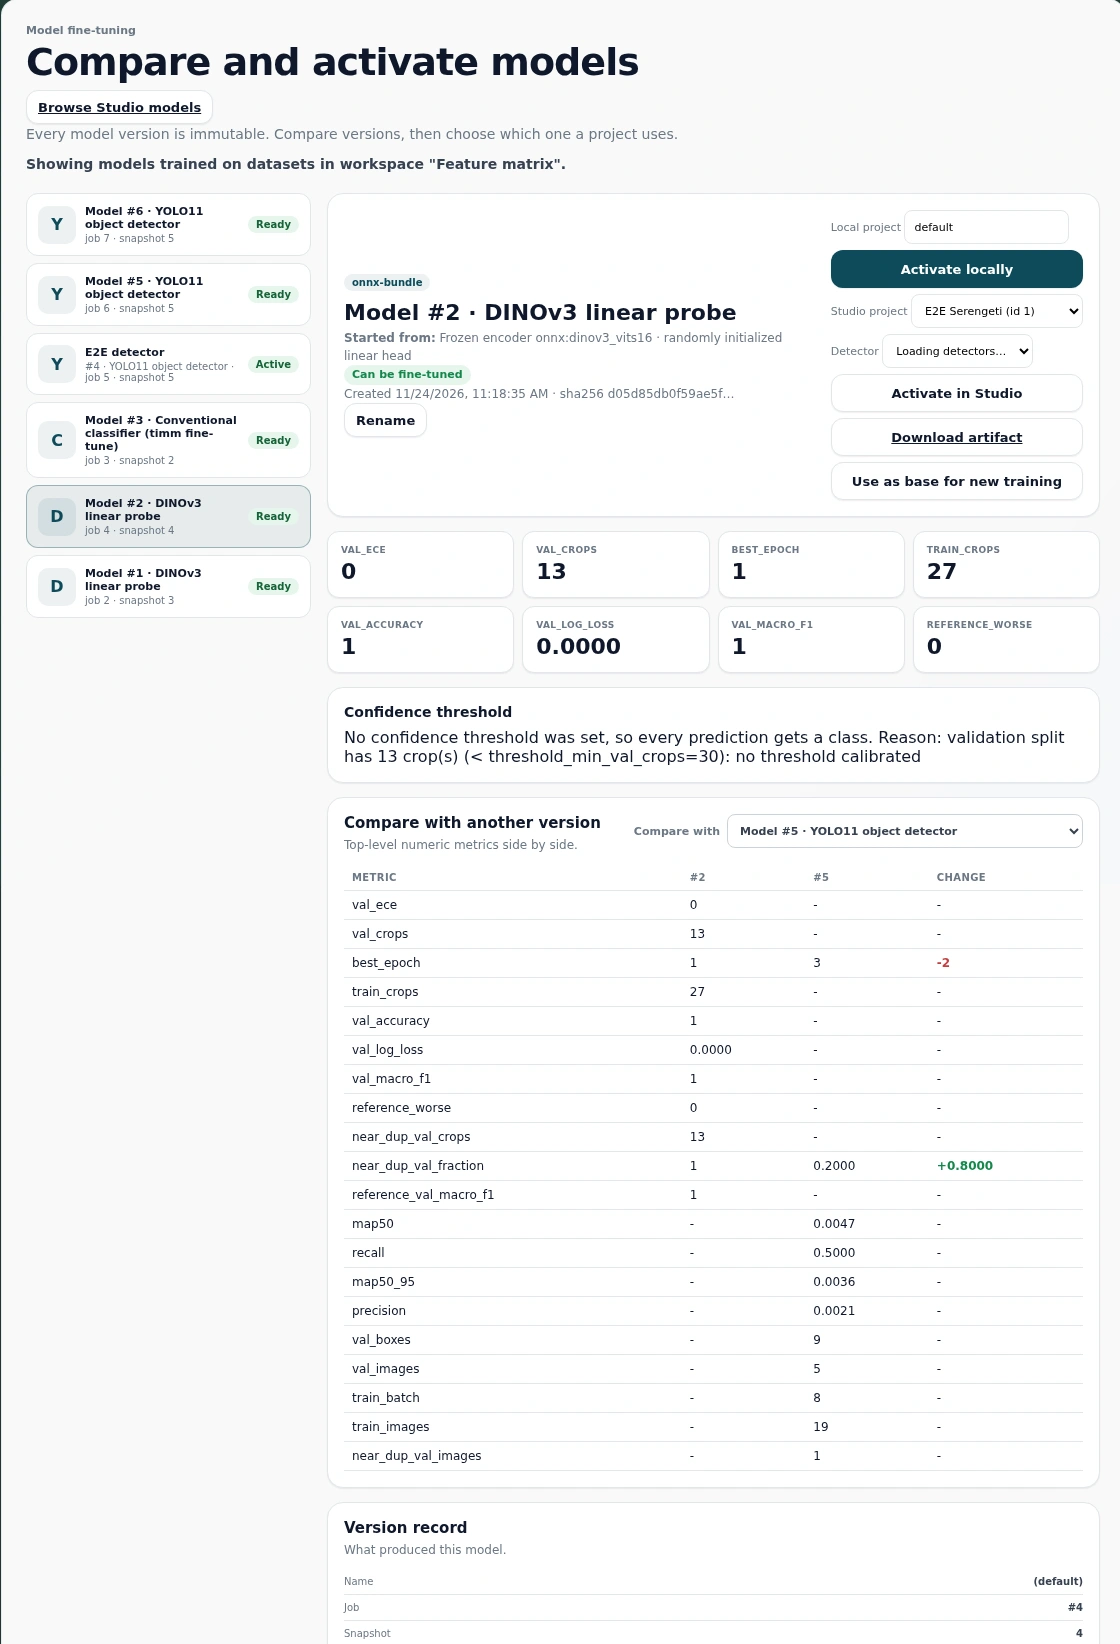 Model fine-tuning
Compare and activate models
Browse Studio models
Every model version is immutable. Compare versions, then choose which one a project uses.
Showing models trained on datasets in workspace "Feature matrix".
Y
Model #6 · YOLO11
object detector
job 7 · snapshot 5
Ready
Y
Model #5 · YOLO11
object detector
job 6 · snapshot 5
Ready
Y
E2E detector
#4 · YOLO11 object detector ·
job 5 · snapshot 5
Active
C
Model #3 · Conventional
classifier (timm fine-
tune)
job 3 · snapshot 2
Ready
D
Model #2 · DINOv3
linear probe
job 4 · snapshot 4
Ready
D
Model #1 · DINOv3
linear probe
job 2 · snapshot 3
Ready
onnx-bundle
Model #2 · DINOv3 linear probe
Started from: Frozen encoder onnx:dinov3_vits16 · randomly initialized
linear head
Can be fine-tuned
Created 11/24/2026, 11:18:35 AM · sha256 d05d85db0f59ae5f...
Rename
Local project default
Activate locally
Studio project E2E Serengeti (id 1)
Detector Loading detectors...
Activate in Studio
Download artifact
Use as base for new training
VAL_ECE
0
VAL_CROPS
13
BEST_EPOCH
1
TRAIN_CROPS
27
VAL_ACCURACY
1
VAL_LOG_LOSS
0.0000
VAL_MACRO_F1
1
REFERENCE_WORSE
0
Confidence threshold
No confidence threshold was set, so every prediction gets a class. Reason: validation split
has 13 crop(s) (< threshold_min_val_crops=30): no threshold calibrated
Compare with another version
Top-level numeric metrics side by side.
Compare with Model #5 · YOLO11 object detector
METRIC #2 #5 CHANGE
val_ece 0 - -
val_crops 13 - -
best_epoch 1 3 -2
train_crops 27 - -
val_accuracy 1 - -
val_log_loss 0.0000 - -
val_macro_f1 1 - -
reference_worse 0 - -
near_dup_val_crops 13 - -
near_dup_val_fraction 1 0.2000 +0.8000
reference_val_macro_f1 1 - -
map50 - 0.0047 -
recall - 0.5000 -
map50_95 - 0.0036 -
precision - 0.0021 -
val_boxes - 9 -
val_images - 5 -
train_batch - 8 -
train_images - 19 -
near_dup_val_images - 1 -
Version record
What produced this model.
Name (default)
Job #4
Snapshot 4